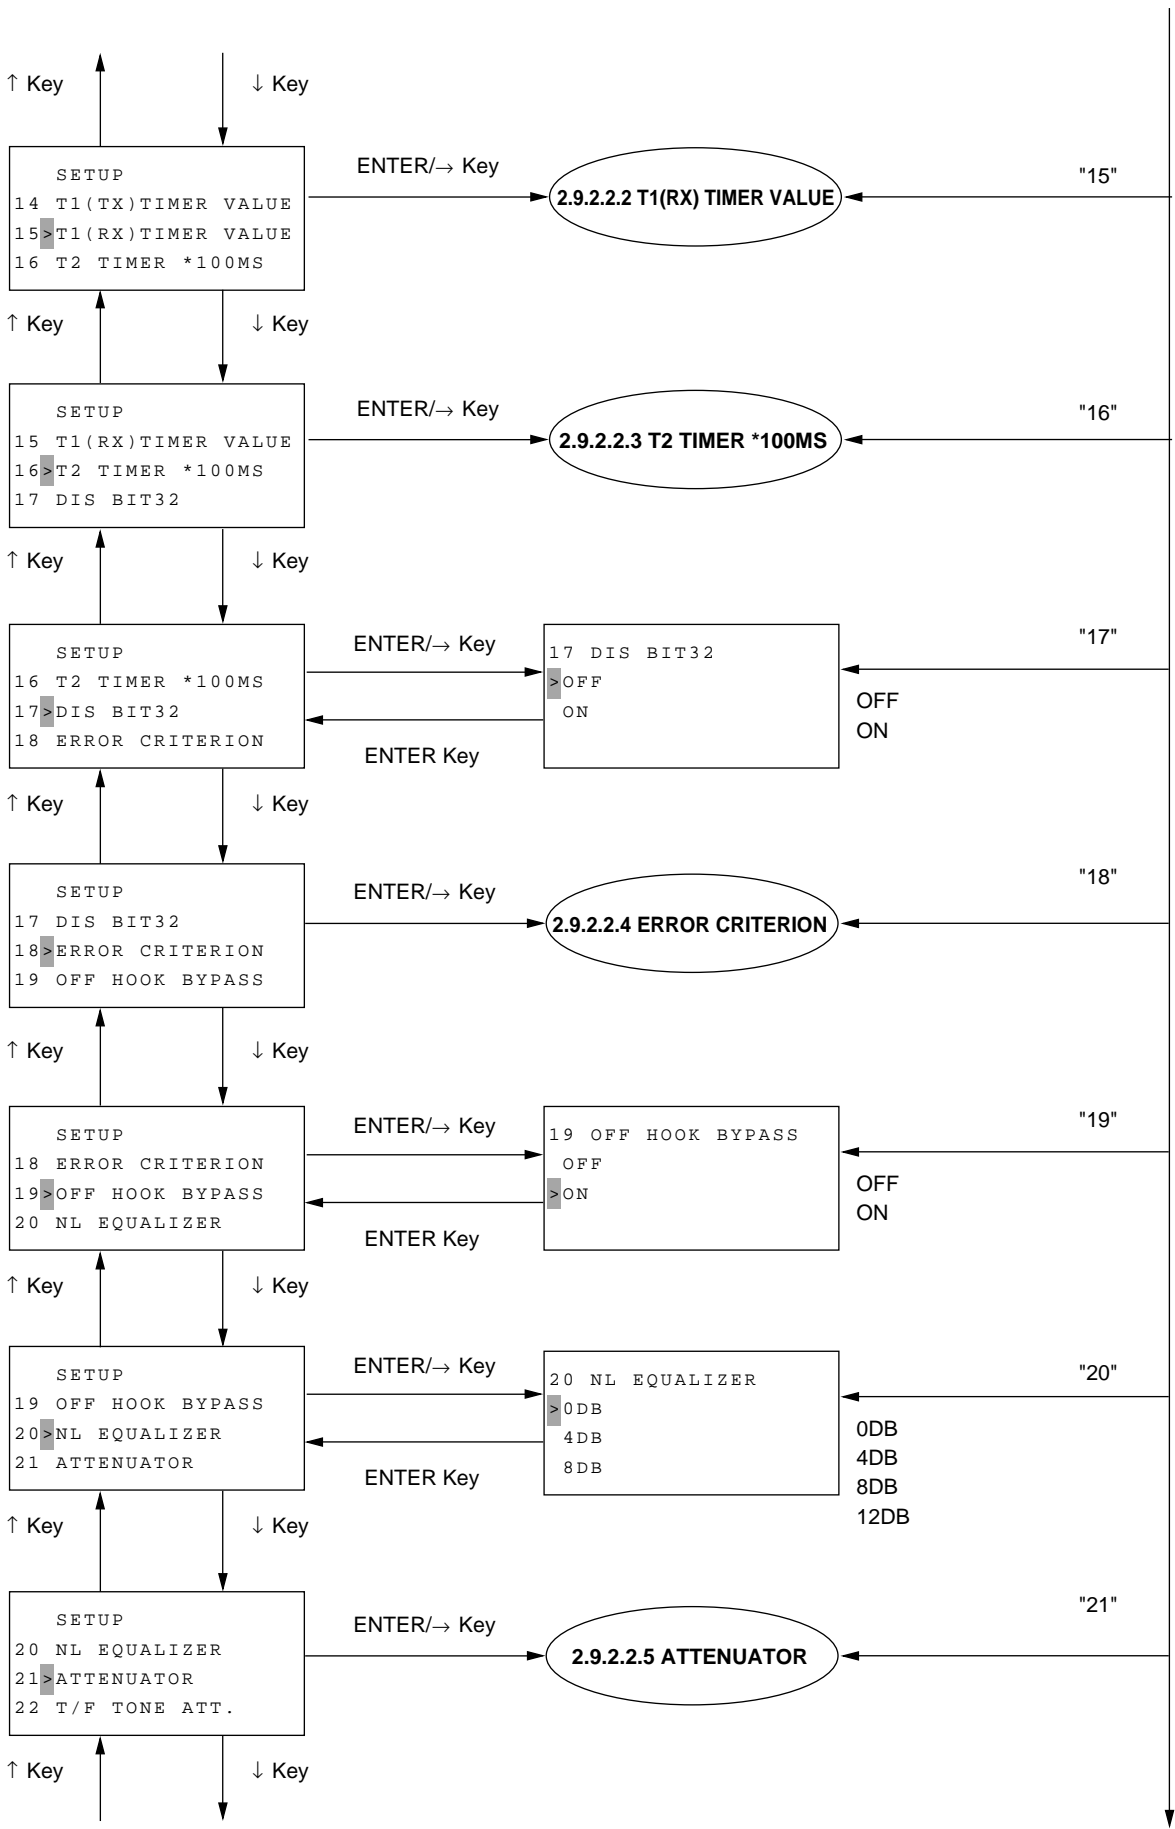 ↑ Key
↓ Key
SETUP
14 T1(TX)TIMER VALUE
15>T1(RX)TIMER VALUE
16 T2 TIMER *100MS
ENTER/→ Key
2.9.2.2.2 T1(RX) TIMER VALUE
"15"
↑ Key
↓ Key
SETUP
15 T1(RX)TIMER VALUE
16>T2 TIMER *100MS
17 DIS BIT32
ENTER/→ Key
2.9.2.2.3 T2 TIMER *100MS
"16"
↑ Key
↓ Key
SETUP
16 T2 TIMER *100MS
17>DIS BIT32
18 ERROR CRITERION
ENTER/→ Key
ENTER Key
17 DIS BIT32
>OFF
ON
"17"
OFF
ON
↑ Key
↓ Key
SETUP
17 DIS BIT32
18>ERROR CRITERION
19 OFF HOOK BYPASS
ENTER/→ Key
2.9.2.2.4 ERROR CRITERION
"18"
↑ Key
↓ Key
SETUP
18 ERROR CRITERION
19>OFF HOOK BYPASS
20 NL EQUALIZER
ENTER/→ Key
ENTER Key
19 OFF HOOK BYPASS
OFF
>ON
"19"
OFF
ON
↑ Key
↓ Key
SETUP
19 OFF HOOK BYPASS
20>NL EQUALIZER
21 ATTENUATOR
ENTER/→ Key
ENTER Key
20 NL EQUALIZER
>0DB
4DB
8DB
"20"
0DB
4DB
8DB
12DB
↑ Key
↓ Key
SETUP
20 NL EQUALIZER
21>ATTENUATOR
22 T/F TONE ATT.
ENTER/→ Key
2.9.2.2.5 ATTENUATOR
"21"
↑ Key
↓ Key